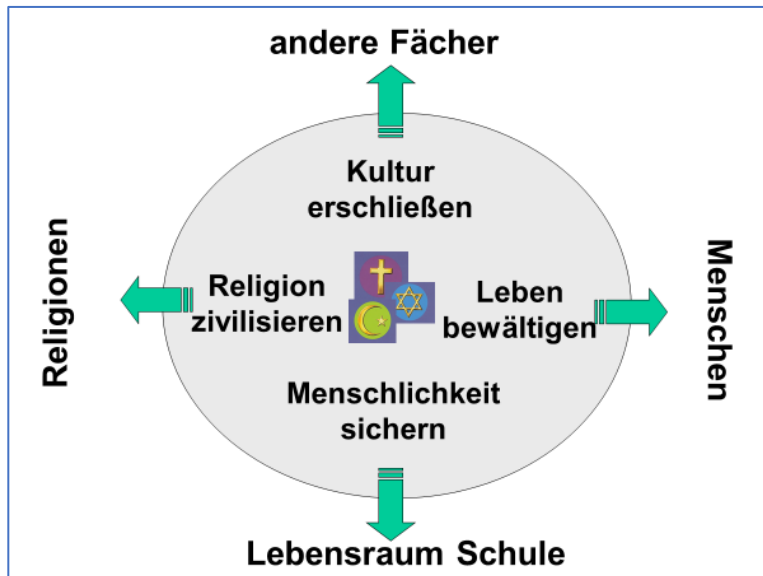 andere Fächer
Kultur
erschließen
Religionen
Religion
zivilisieren
Leben
bewältigen
Menschen
Menschlichkeit
sichern
Lebensraum Schule